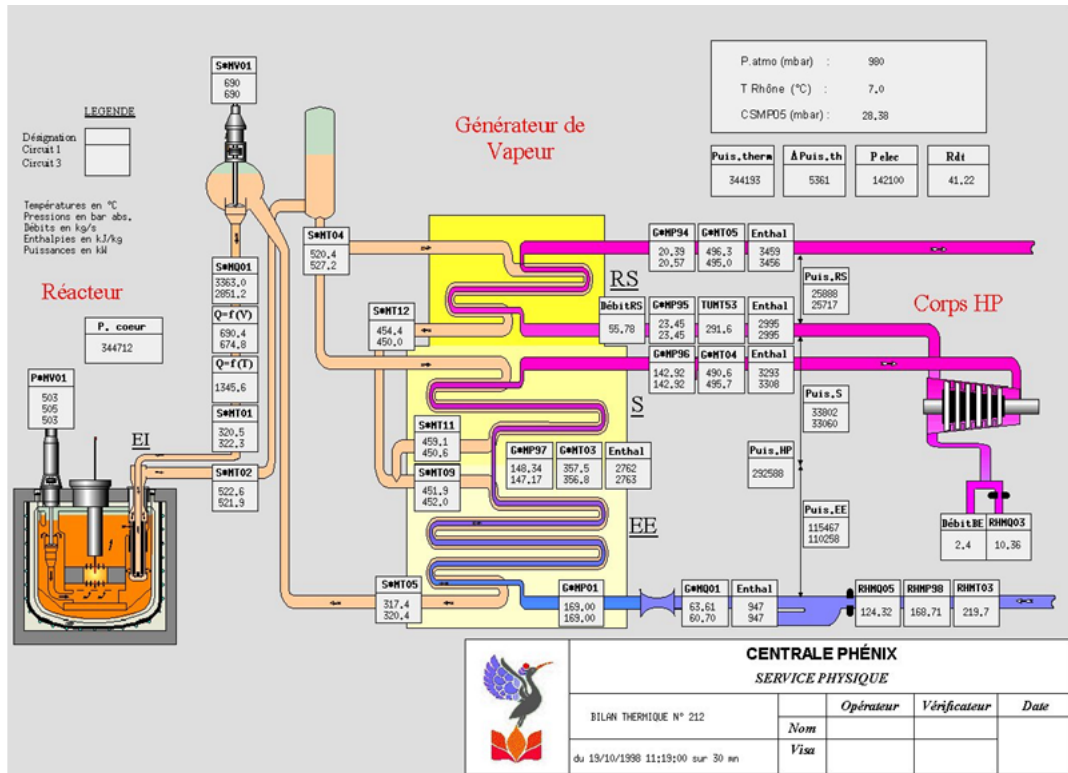 S*MV01
690
690
LEGENDE
Désignation
Circuit 1
Circuit 3
Températures en °C
Pressions en bar abs.
Débits en kg/s
Enthalpies en kJ/kg
Puissances en kW
Générateur de
Vapeur
P.atmo (mbar) : 980
T Rhône (°C) : 7.0
CSMP05 (mbar) : 28.38
Puis.therm
344193
Δ Puis.th
5361
P elec
142100
Rdt
41.22
S*MT04
520.4
527.2
G*MP94
20.39
20.57
G*MT05
496.3
495.0
Enthal
3459
3456
Réacteur
S*MQ01
3363.0
2851.2
Q=f(V)
690.4
674.8
Q=f(T)
1345.6
S*MT01
320.5
322.3
S*MT02
522.6
521.9
P. coeur
344712
P*MV01
503
505
503
EI
RS
Puis.RS
25888
25717
Corps HP
S*MT12
454.4
450.0
DébitRS
55.78
G*MP95
23.45
23.45
TUMT53
291.6
Enthal
2995
2995
G*MP96
142.92
142.92
G*MT04
490.6
495.7
Enthal
3293
3308
S
Puis.S
33802
33060
S*MT11
459.1
450.6
G*MP97
148.34
147.17
G*MT03
357.5
356.8
Enthal
2762
2763
Puis.HP
292588
S*MT09
451.9
452.0
EE
Puis.EE
115467
110258
DébitBE
2.4
RHMQ03
10.36
S*MT05
317.4
320.4
G*MP01
169.00
169.00
G*MQ01
63.61
60.70
Enthal
947
947
RHMQ05
124.32
RHMP98
168.71
RHMT03
219.7
CENTRALE PHÉNIX
SERVICE PHYSIQUE
BILAN THERMIQUE N° 212
du 19/10/1998 11:19:00 sur 30 mn
Opérateur Vérificateur Date
Nom
Visa